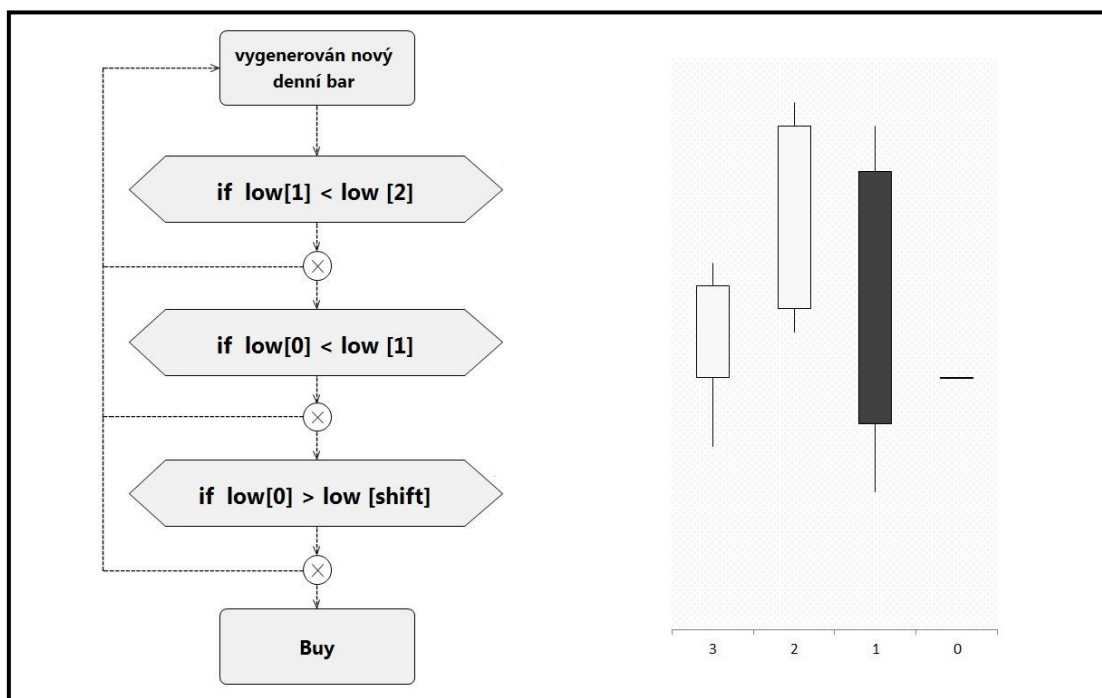 vygenerován nový
denní bar
if low[1] < low [2]
if low[0] < low [1]
if low[0] > low [shift]
Buy
3 2 1 0